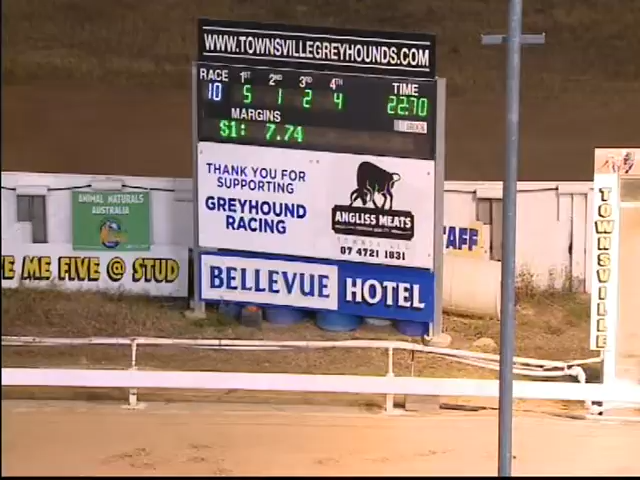 WWW.TOWNSVILLEGREYHOUNDS.COM
RACE 1ST 2ND 3RD 4TH TIME
10 5 1 2 4 22.70
MARGINS
S1: 7.74
THANK YOU FOR
SUPPORTING
GREYHOUND
RACING
ANGLISS MEATS
07 4721 1831
BELLEVUE HOTEL
ANIMAL NATURALS
AUSTRALIA
E ME FIVE @ STUD
AFF
TOWNSVILLE